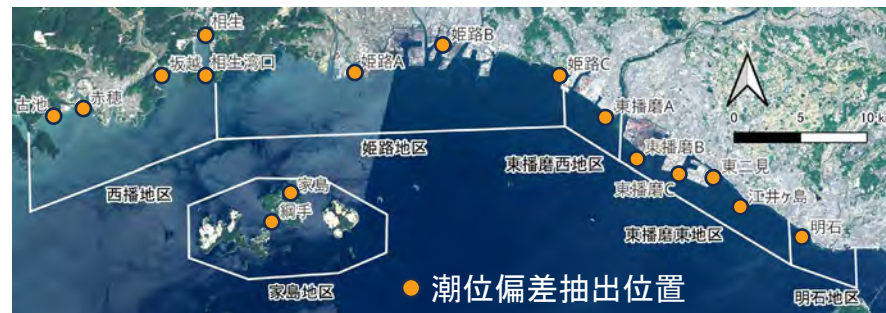 相生
姫路B
坂越
相生湾口
姫路A
姫路C
古池
赤穂
東播磨A
0 5 10 km
姫路地区
東播磨西地区
東播磨B
東二見
西播地区
家島
東播磨C
江井ヶ島
綱手
東播磨東地区
明石
家島地区
潮位偏差抽出位置
明石地区